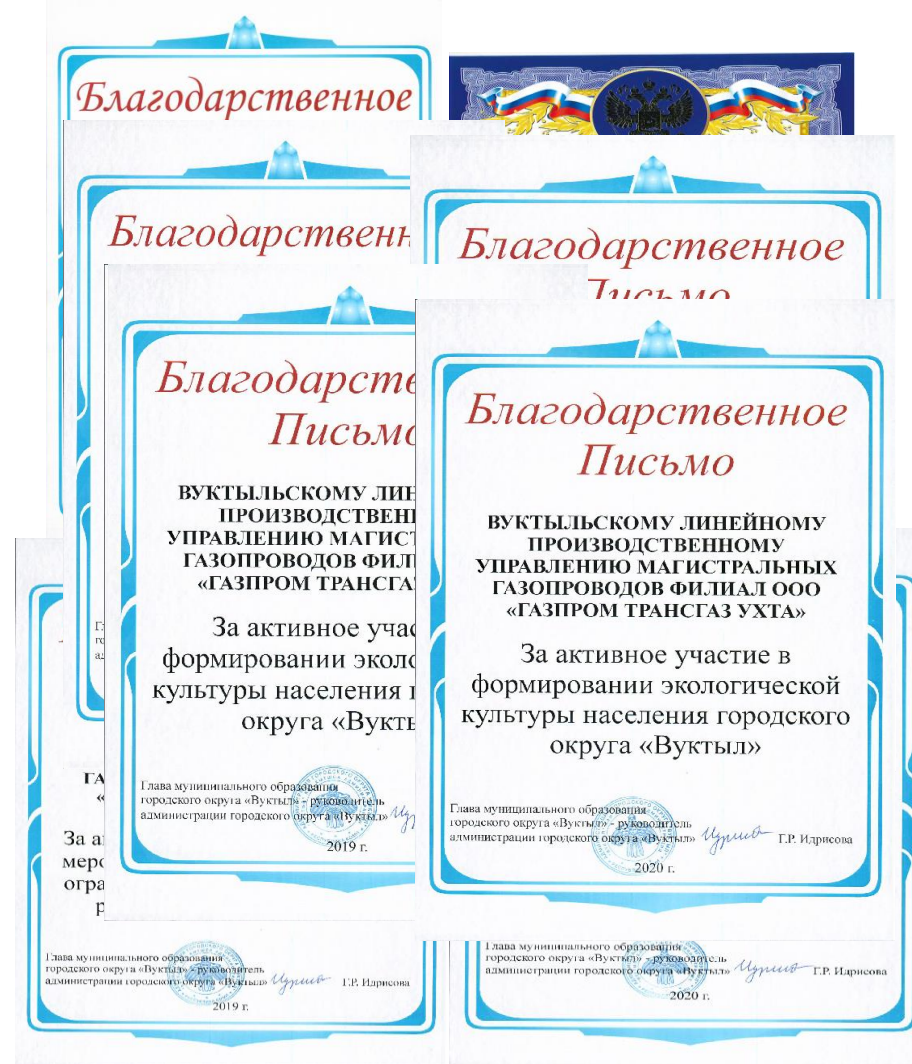 Благодарственное
Благодарственн
Благодарственное
Письмо
Благодарстве
Письмо
ВУКТЫЛЬСКОМУ ЛИН
ПРОИЗВОДСТВЕН
УПРАВЛЕНИЮ МАГИСТ
ГАЗОПРОВОДОВ ФИЛИ
«ГАЗПРОМ ТРАНСГАЗ
За активное учас
формировании эколо
культуры населения г
округа «Вукты
Глава муниципального образования
городского округа «Вуктыл» - руководитель
администрации городского округа «Вуктыл»
2019 г.
Благодарственное
Письмо
ВУКТЫЛЬСКОМУ ЛИНЕЙНОМУ
ПРОИЗВОДСТВЕННОМУ
УПРАВЛЕНИЮ МАГИСТРАЛЬНЫХ
ГАЗОПРОВОДОВ ФИЛИАЛ ООО
«ГАЗПРОМ ТРАНСГАЗ УХТА»
За активное участие в
формировании экологической
культуры населения городского
округа «Вуктыл»
Глава муниципального образования
городского округа «Вуктыл» - руководитель
администрации городского округа «Вуктыл» Г.Р. Идрисова
2020 г.
ГА
«
За а
меро
огра
р
Глава муниципального образования
городского округа «Вуктыл» - руководитель
администрации городского округа «Вуктыл» Г.Р. Идрисова
2019 г.
Глава муниципального образования
городского округа «Вуктыл» - руководитель
администрации городского округа «Вуктыл» Г.Р. Идрисова
2020 г.